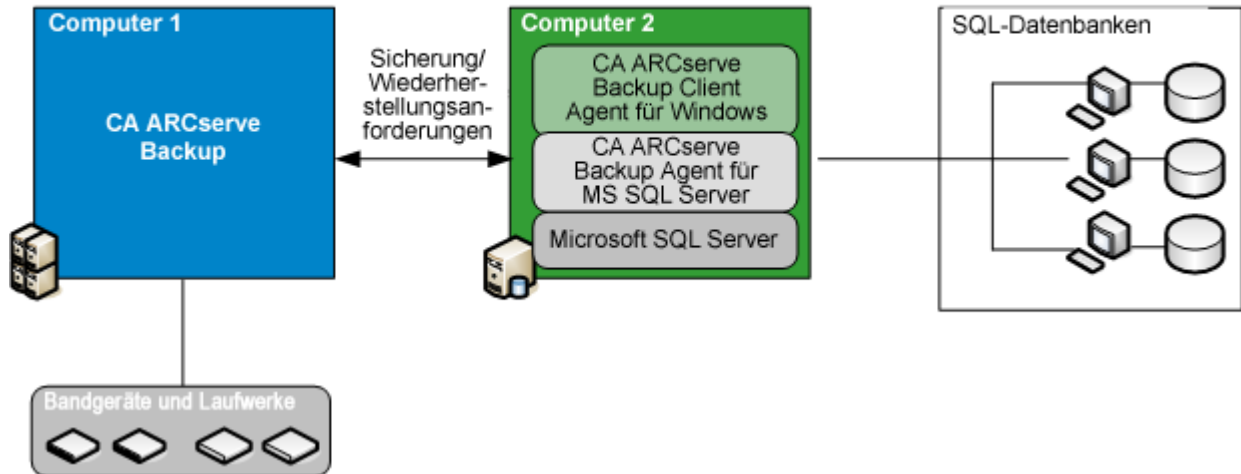 Computer 1
CA ARCserve
Backup
Sicherung/
Wiederher-
stellungsan-
forderungen
Computer 2
CA ARCserve
Backup Client
Agent für Windows
CA ARCserve
Backup Agent für
MS SQL Server
Microsoft SQL Server
SQL-Datenbanken
Bandgeräte und Laufwerke